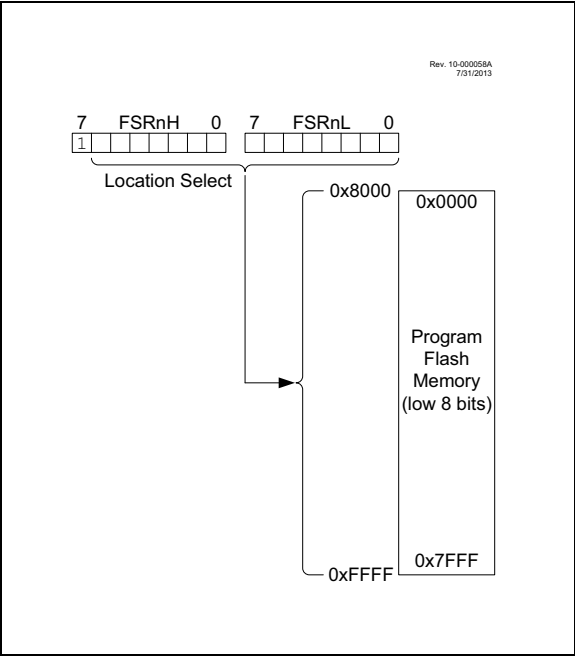 Rev. 10-000058A
7/31/2013
7 FSRnH 0 7 FSRnL 0
1
Location Select
0x8000
0x0000
Program
Flash
Memory
(low 8 bits)
0x7FFF
0xFFFF